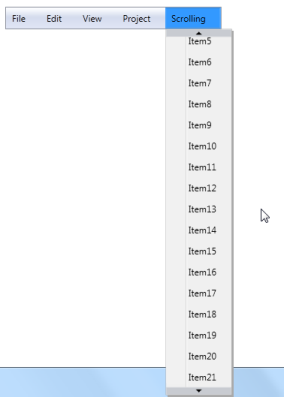 File Edit View Project Scrolling
Item5
Item6
Item7
Item8
Item9
Item10
Item11
Item12
Item13
Item14
Item15
Item16
Item17
Item18
Item19
Item20
Item21